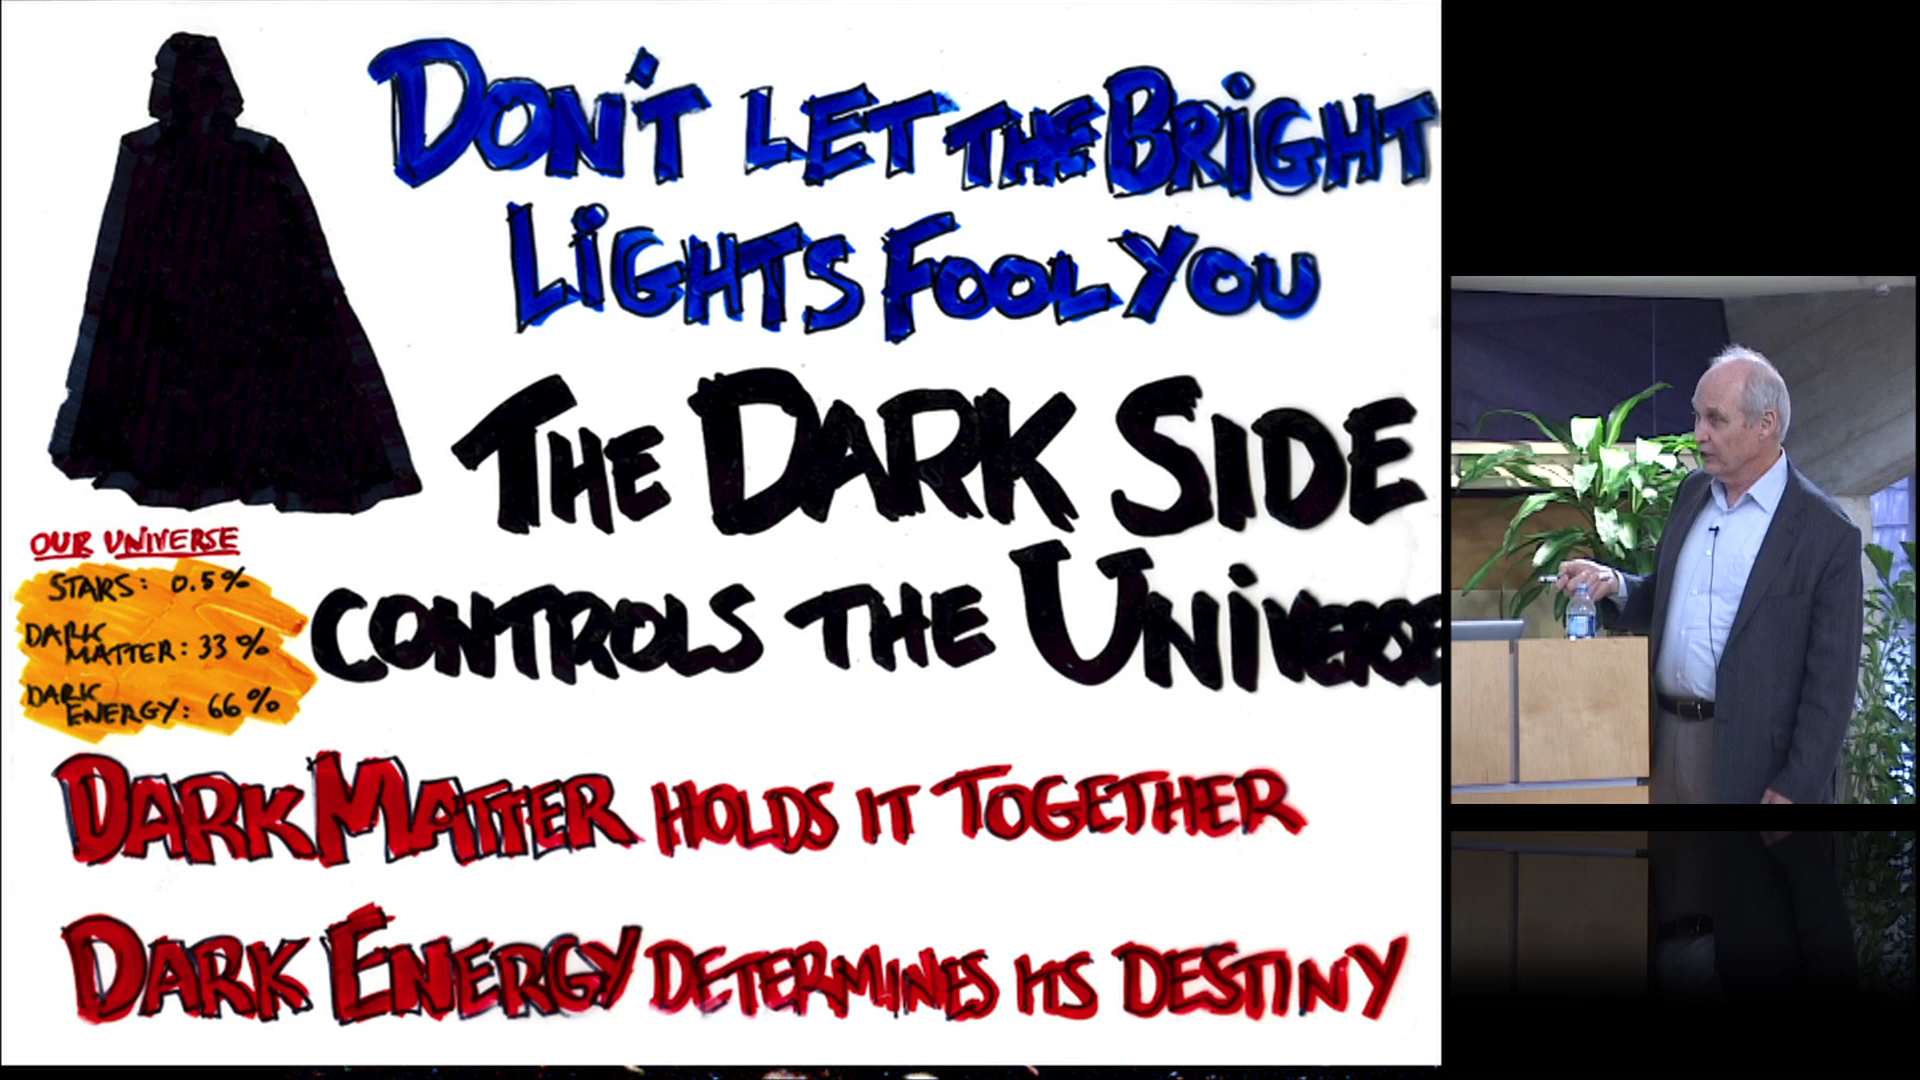 DON'T LET THE BRIGHT
LIGHTS FOOL YOU
THE DARK SIDE
CONTROLS THE UNIVERSE
OUR UNIVERSE
STARS: 0.5%
DARK
MATTER: 33%
DARK
ENERGY: 66%
DARK MATTER HOLDS IT TOGETHER
DARK ENERGY DETERMINES ITS DESTINY